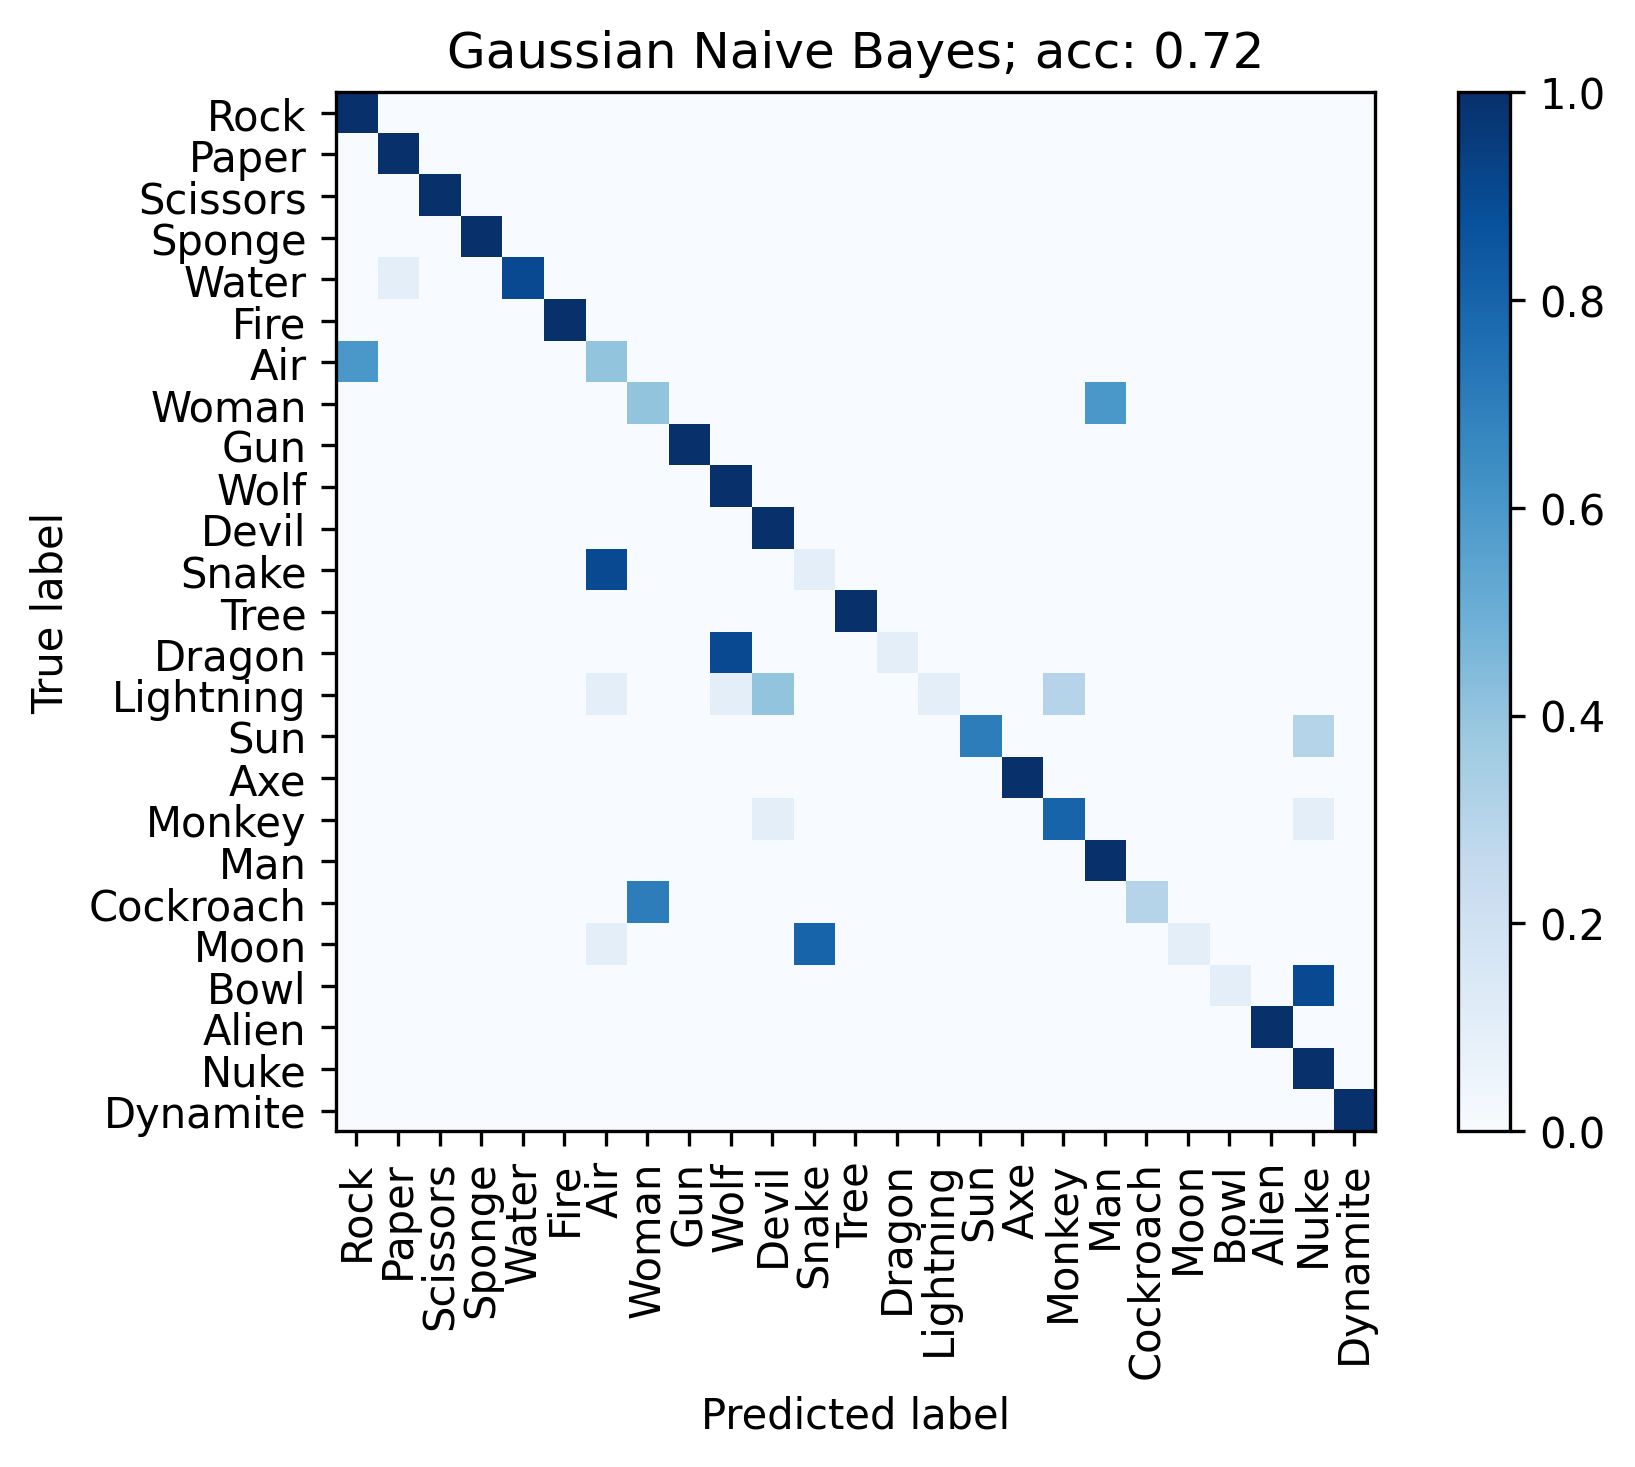 Gaussian Naive Bayes; acc: 0.72
Rock
Paper
Scissors
Sponge
Water
Fire
Air
Woman
Gun
Wolf
Devil
Snake
Tree
Dragon
Lightning
Sun
Axe
Monkey
Man
Cockroach
Moon
Bowl
Alien
Nuke
Dynamite
True label
Rock
Paper
Scissors
Sponge
Water
Fire
Air
Woman
Gun
Wolf
Devil
Snake
Tree
Dragon
Lightning
Sun
Axe
Monkey
Man
Cockroach
Moon
Bowl
Alien
Nuke
Dynamite
Predicted label
1.0
0.8
0.6
0.4
0.2
0.0